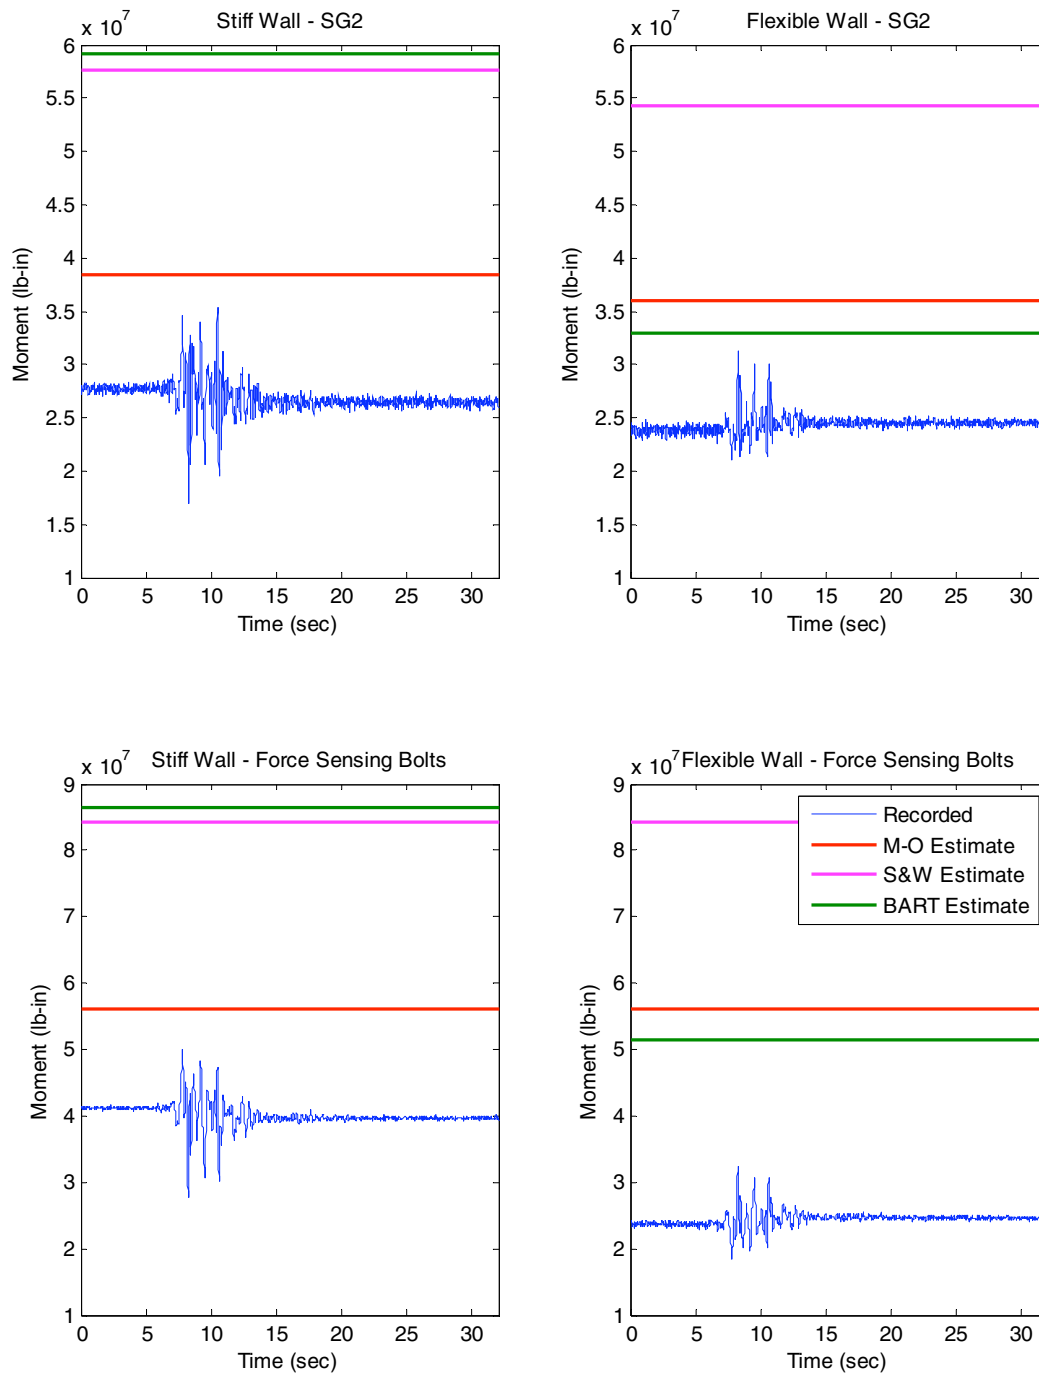 x 10^7
Stiff Wall - SG2
6
5.5
5
4.5
4
3.5
3
2.5
2
1.5
1
Moment (lb-in)
0 5 10 15 20 25 30
Time (sec)
x 10^7
Flexible Wall - SG2
6
5.5
5
4.5
4
3.5
3
2.5
2
1.5
1
Moment (lb-in)
0 5 10 15 20 25 30
Time (sec)
x 10^7
Stiff Wall - Force Sensing Bolts
9
8
7
6
5
4
3
2
1
Moment (lb-in)
0 5 10 15 20 25 30
Time (sec)
x 10^7
Flexible Wall - Force Sensing Bolts
9
8
7
6
5
4
3
2
1
Moment (lb-in)
Recorded
M-O Estimate
S&W Estimate
BART Estimate
0 5 10 15 20 25 30
Time (sec)